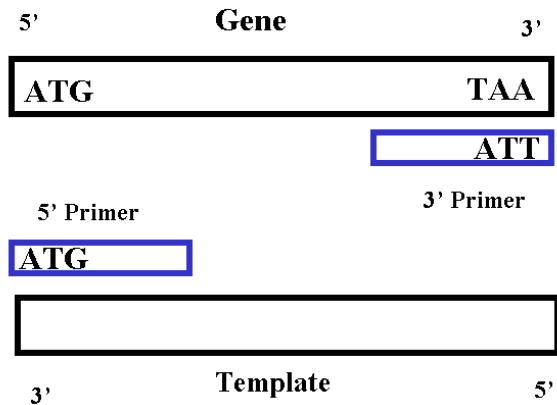 5’ Gene 3’
ATG TAA
ATT
5’ Primer 3’ Primer
ATG
3’ Template 5’